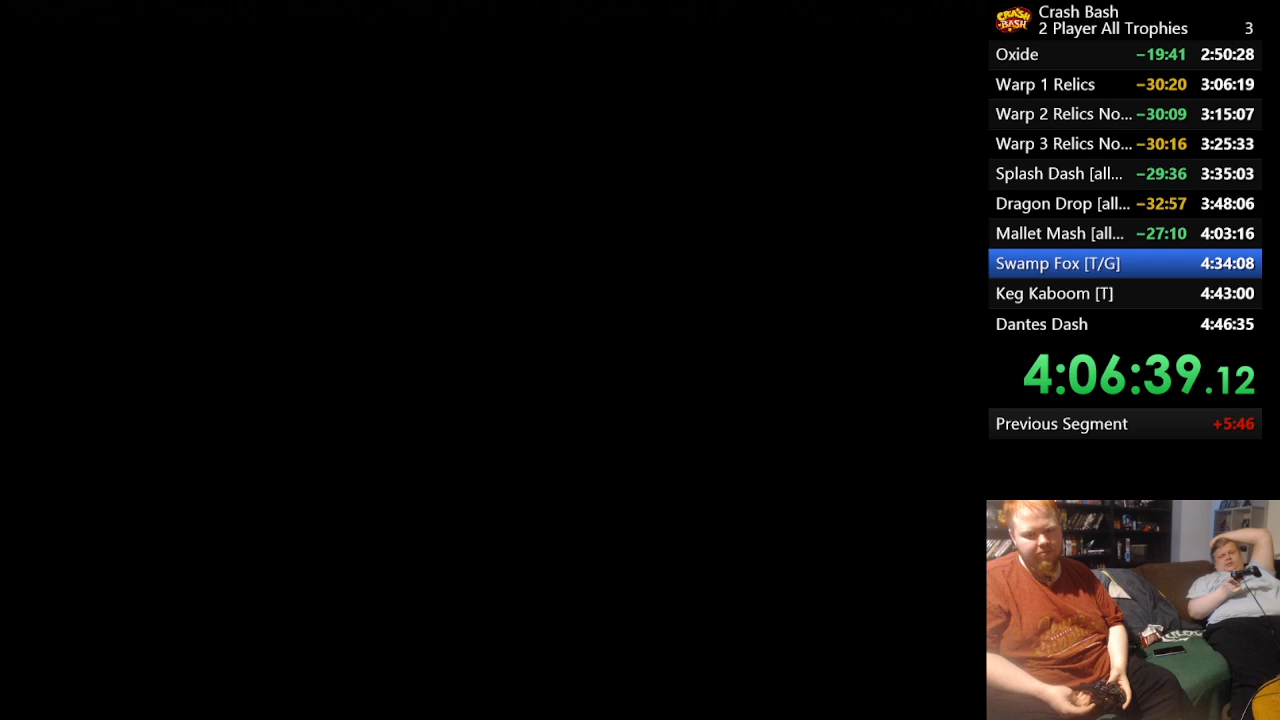 CRASH BASH
Crash Bash
2 Player All Trophies 3
Oxide −19:41 2:50:28
Warp 1 Relics −30:20 3:06:19
Warp 2 Relics No... −30:09 3:15:07
Warp 3 Relics No... −30:16 3:25:33
Splash Dash [all... −29:36 3:35:03
Dragon Drop [all... −32:57 3:48:06
Mallet Mash [all... −27:10 4:03:16
Swamp Fox [T/G] 4:34:08
Keg Kaboom [T] 4:43:00
Dantes Dash 4:46:35
4:06:39.12
Previous Segment +5:46